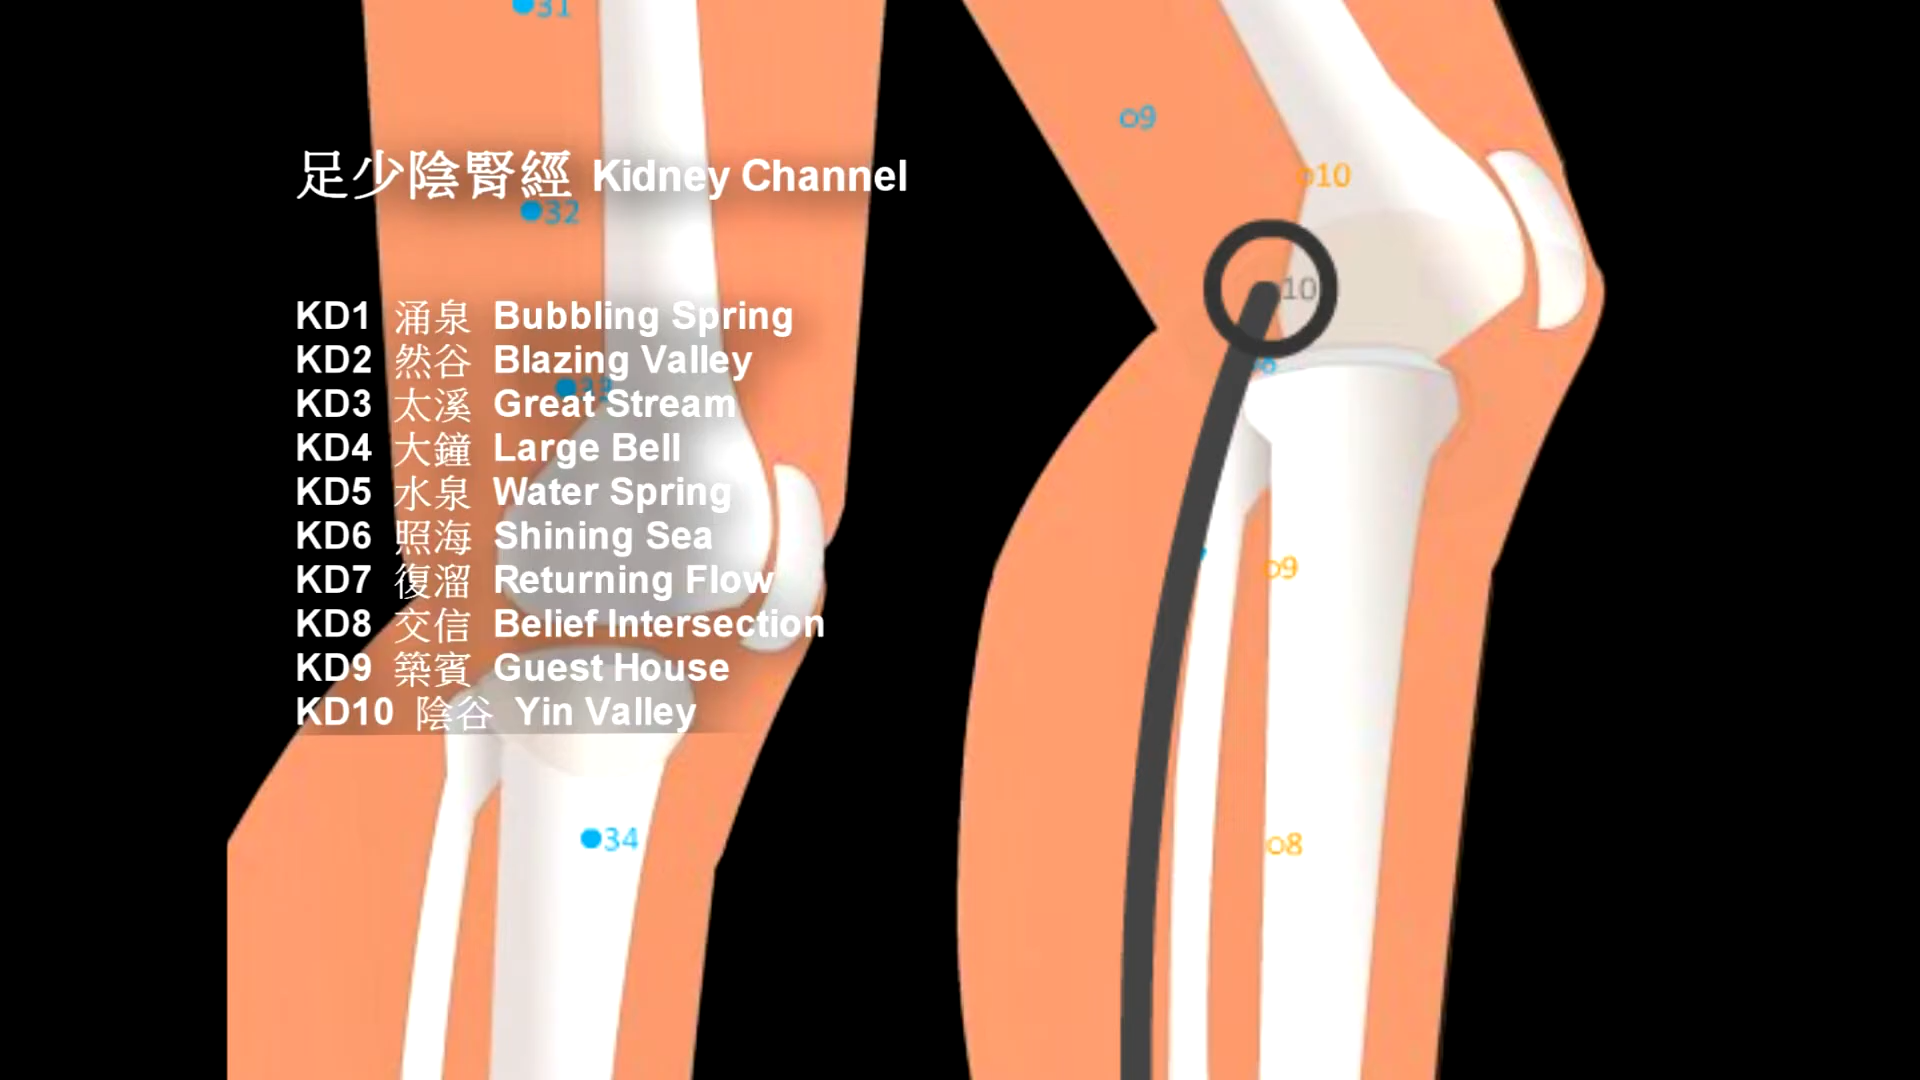 31
足少陰腎經 Kidney Channel
32
KD1 涌泉 Bubbling Spring
KD2 然谷 Blazing Valley
33
KD3 太溪 Great Stream
KD4 大鐘 Large Bell
KD5 水泉 Water Spring
KD6 照海 Shining Sea
KD7 復溜 Returning Flow
KD8 交信 Belief Intersection
KD9 築賓 Guest House
KD10 陰谷 Yin Valley
34
9
10
10
8
9
8